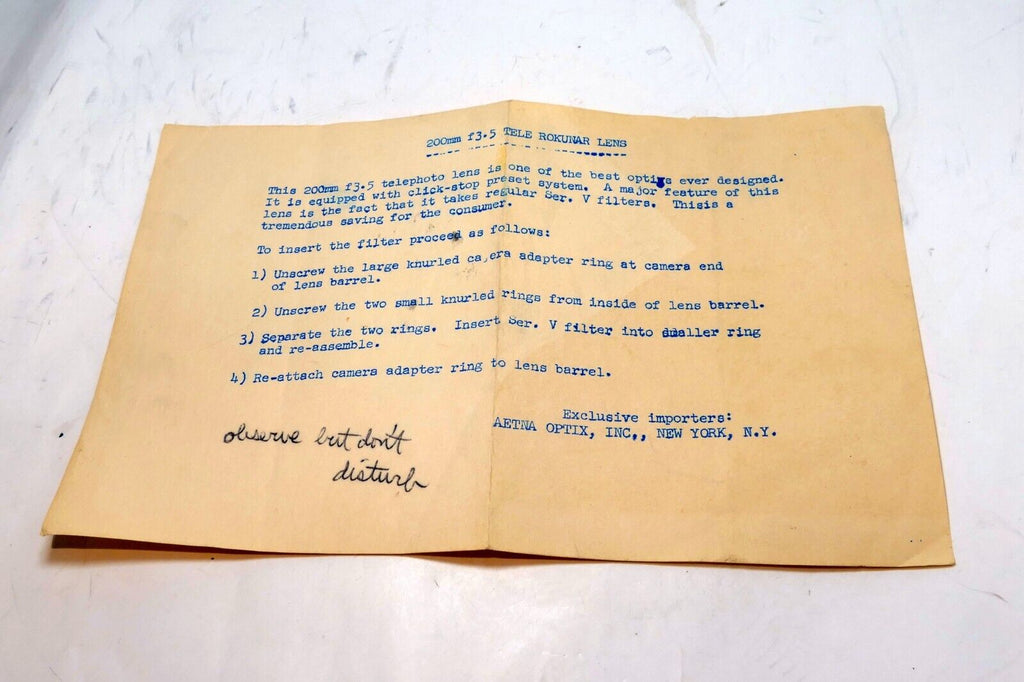 200mm f3.5 TELE ROKUNAR LENS
This 200mm f3.5 telephoto lens is one of the best optics ever designed.
It is equipped with click-stop preset system. A major feature of this
lens is the fact that it takes regular Ser. V filters. Thisis a
tremendous saving for the consumer.
To insert the filter proceed as follows:
1) Unscrew the large knurled camera adapter ring at camera end
of lens barrel.
2) Unscrew the two small knurled rings from inside of lens barrel.
3) Separate the two rings. Insert Ser. V filter into smaller ring
and re-assemble.
4) Re-attach camera adapter ring to lens barrel.
Exclusive importers:
AETNA OPTIX, INC,, NEW YORK, N.Y.
observe but don't
disturb